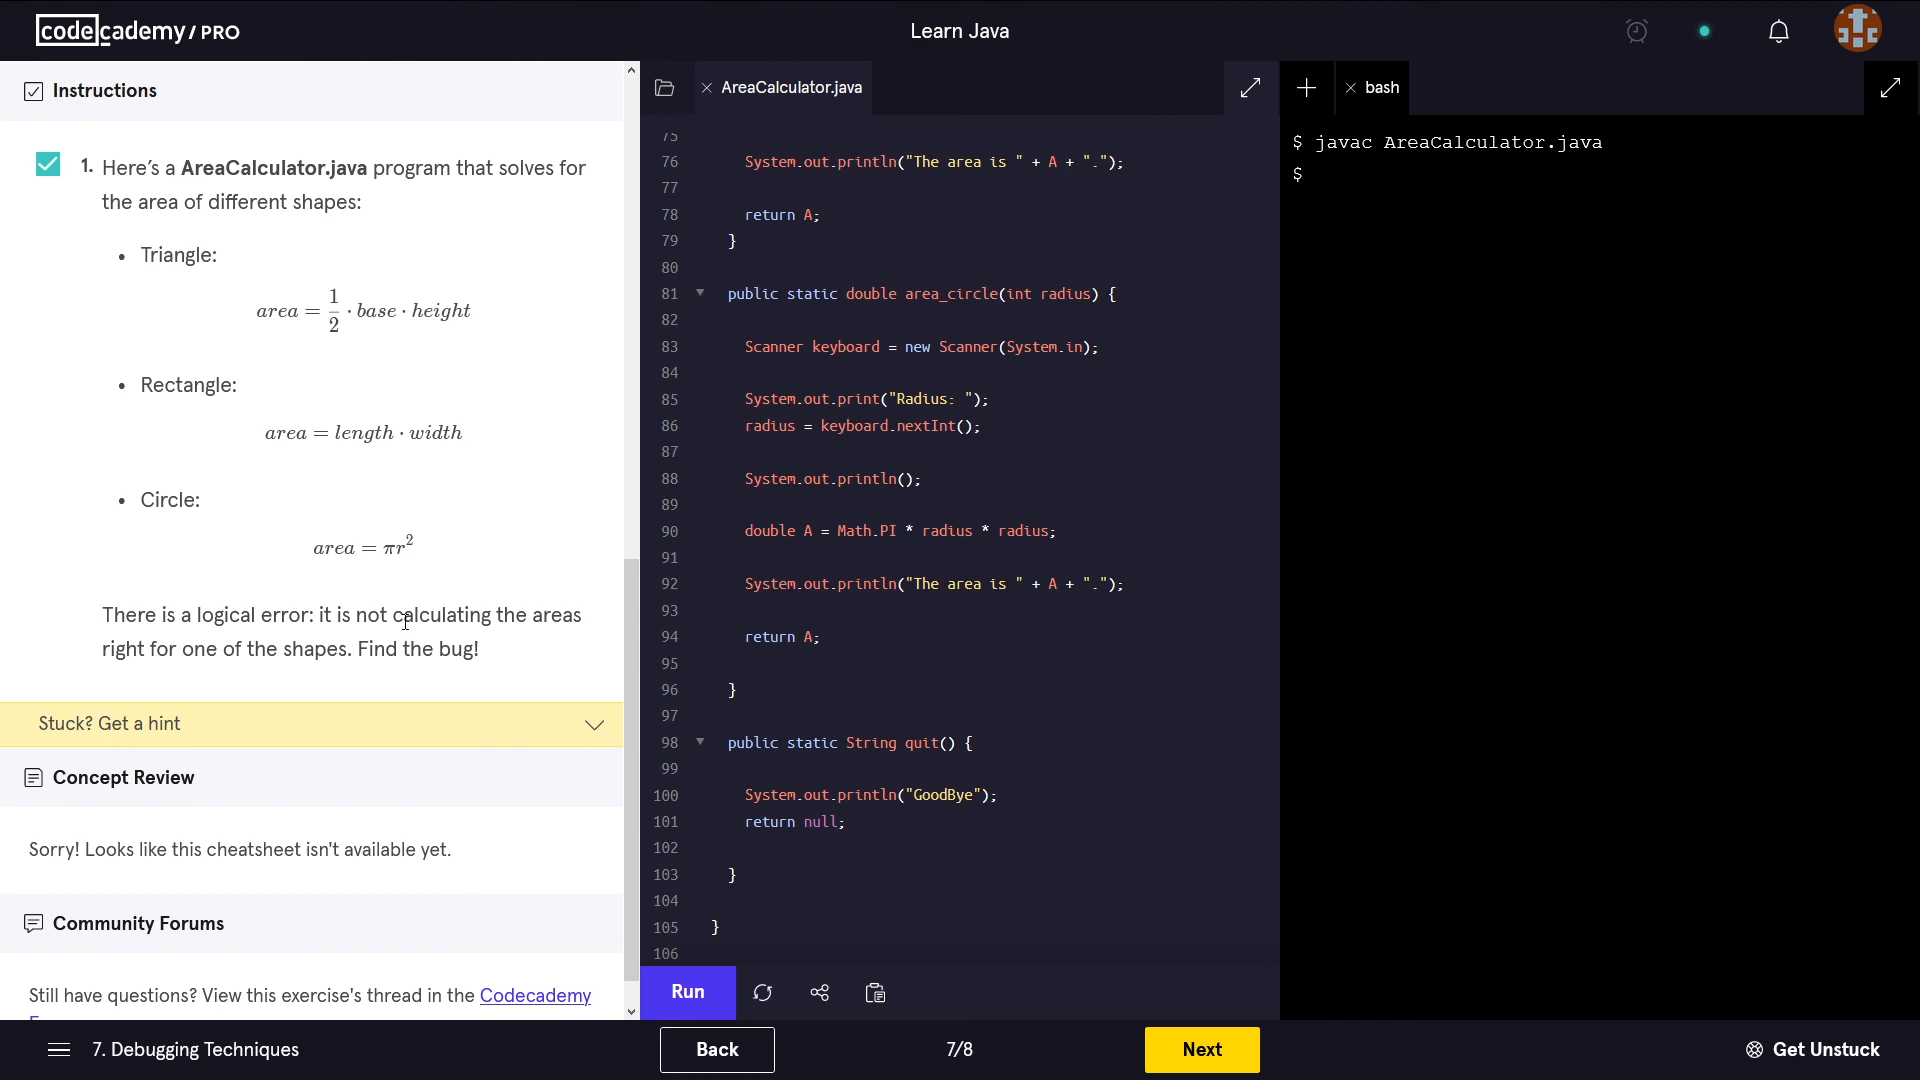 codecademy / PRO
Learn Java
Instructions
1. Here’s a AreaCalculator.java program that solves for
the area of different shapes:
• Triangle:
area = 1/2 · base · height
• Rectangle:
area = length · width
• Circle:
area = πr²
There is a logical error: it is not calculating the areas
right for one of the shapes. Find the bug!
Stuck? Get a hint
Concept Review
Sorry! Looks like this cheatsheet isn't available yet.
Community Forums
Still have questions? View this exercise's thread in the Codecademy
AreaCalculator.java
75
76 System.out.println("The area is " + A + ".");
77
78 return A;
79 }
80
81 public static double area_circle(int radius) {
82
83 Scanner keyboard = new Scanner(System.in);
84
85 System.out.print("Radius: ");
86 radius = keyboard.nextInt();
87
88 System.out.println();
89
90 double A = Math.PI * radius * radius;
91
92 System.out.println("The area is " + A + ".");
93
94 return A;
95
96 }
97
98 public static String quit() {
99
100 System.out.println("GoodBye");
101 return null;
102
103 }
104
105 }
106
Run
bash
$ javac AreaCalculator.java
$
7. Debugging Techniques
Back
7/8
Next
Get Unstuck